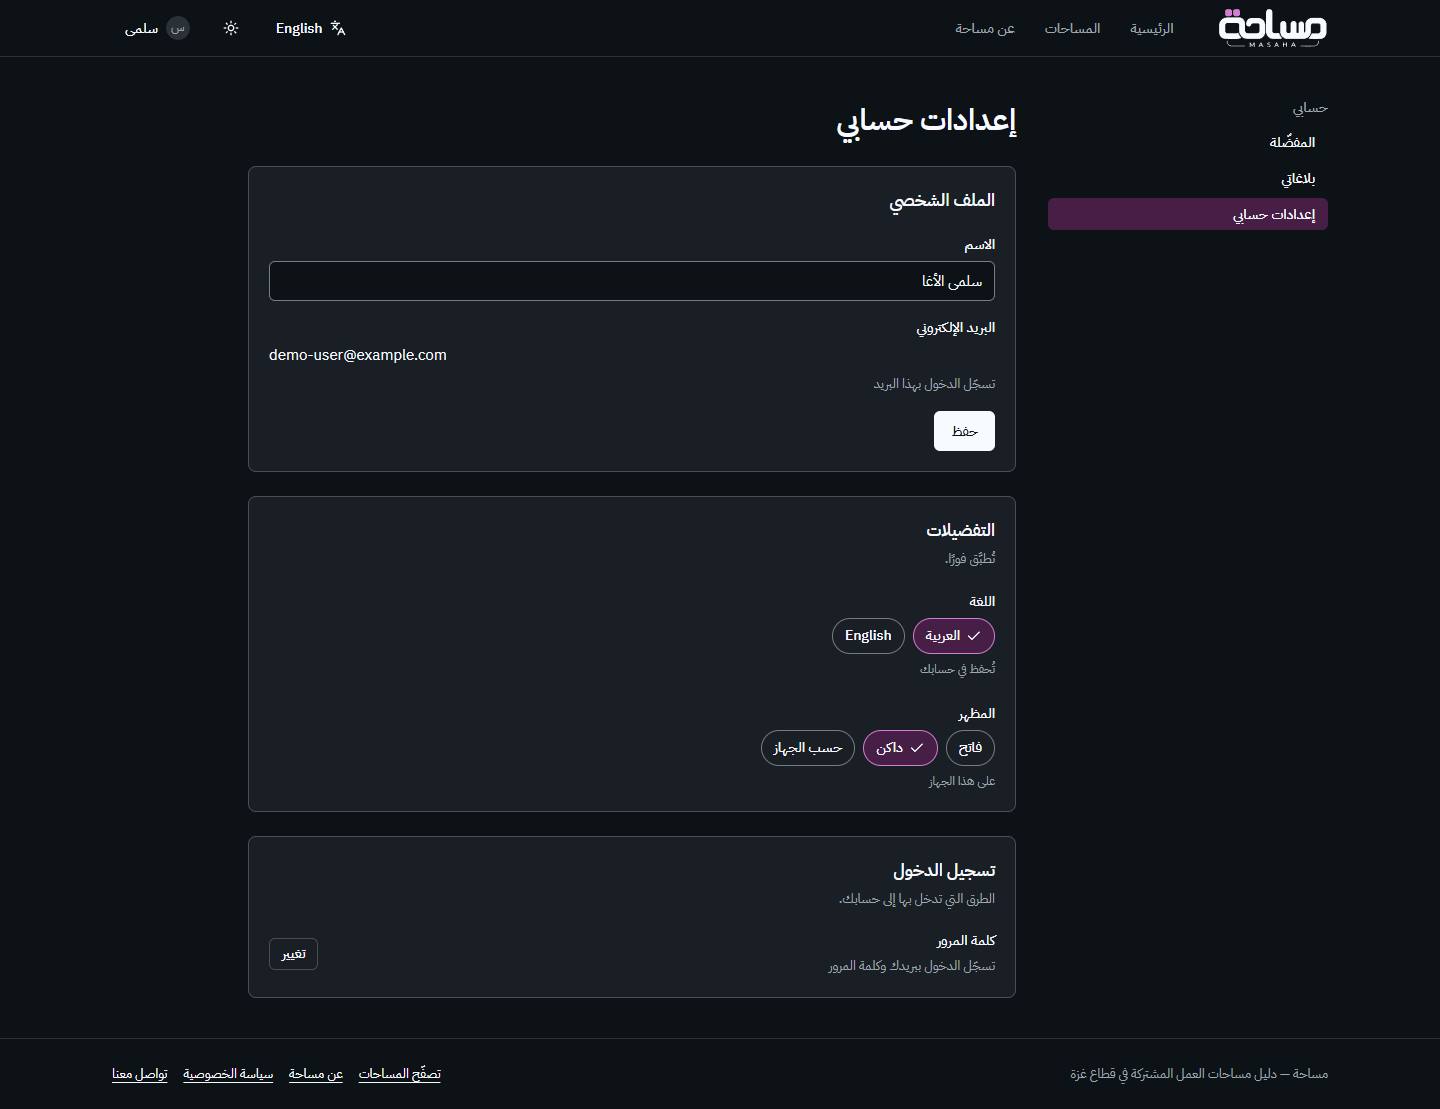 مساحة
MASAHA
الرئيسية
المساحات
عن مساحة
English
س
سلمى
حسابي
المفضّلة
بلاغاتي
إعدادات حسابي
إعدادات حسابي
الملف الشخصي
الاسم
سلمى الأغا
البريد الإلكتروني
demo-user@example.com
تسجّل الدخول بهذا البريد
حفظ
التفضيلات
تُطبَّق فورًا.
اللغة
العربية
English
تُحفظ في حسابك
المظهر
فاتح
داكن
حسب الجهاز
على هذا الجهاز
تسجيل الدخول
الطرق التي تدخل بها إلى حسابك.
كلمة المرور
تسجّل الدخول ببريدك وكلمة المرور
تغيير
مساحة — دليل مساحات العمل المشتركة في قطاع غزة
تصفّح المساحات
عن مساحة
سياسة الخصوصية
تواصل معنا